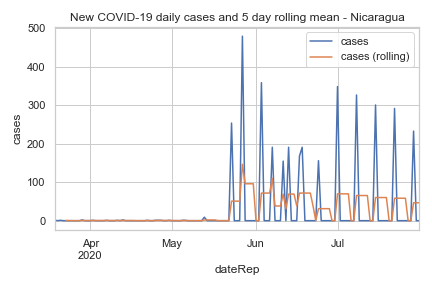 New COVID-19 daily cases and 5 day rolling mean - Nicaragua
cases
cases (rolling)
500
400
300
200
100
0
cases
Apr
2020
May
Jun
Jul
dateRep